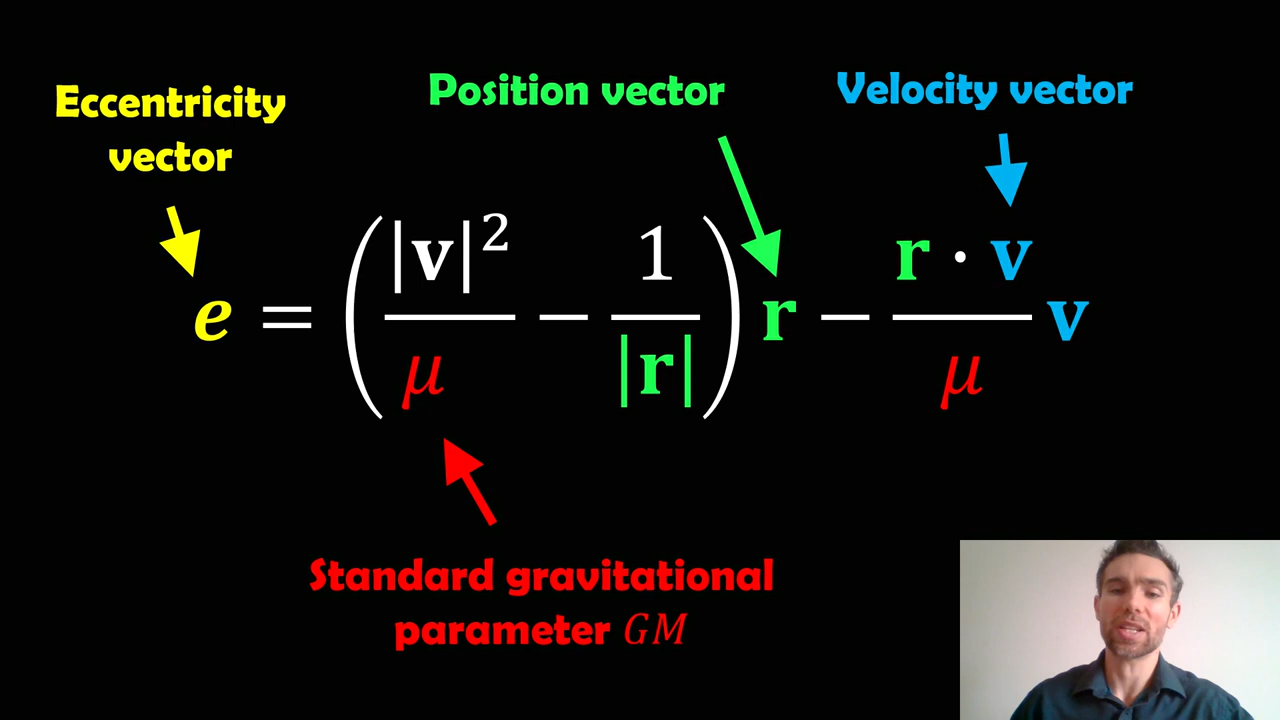 Eccentricity
vector
Position vector
Velocity vector
𝒆 = (|𝐯|²/𝜇 − 1/|𝐫|) 𝐫 − (𝐫 · 𝐯)/𝜇 𝐯
Standard gravitational
parameter 𝐺𝑀